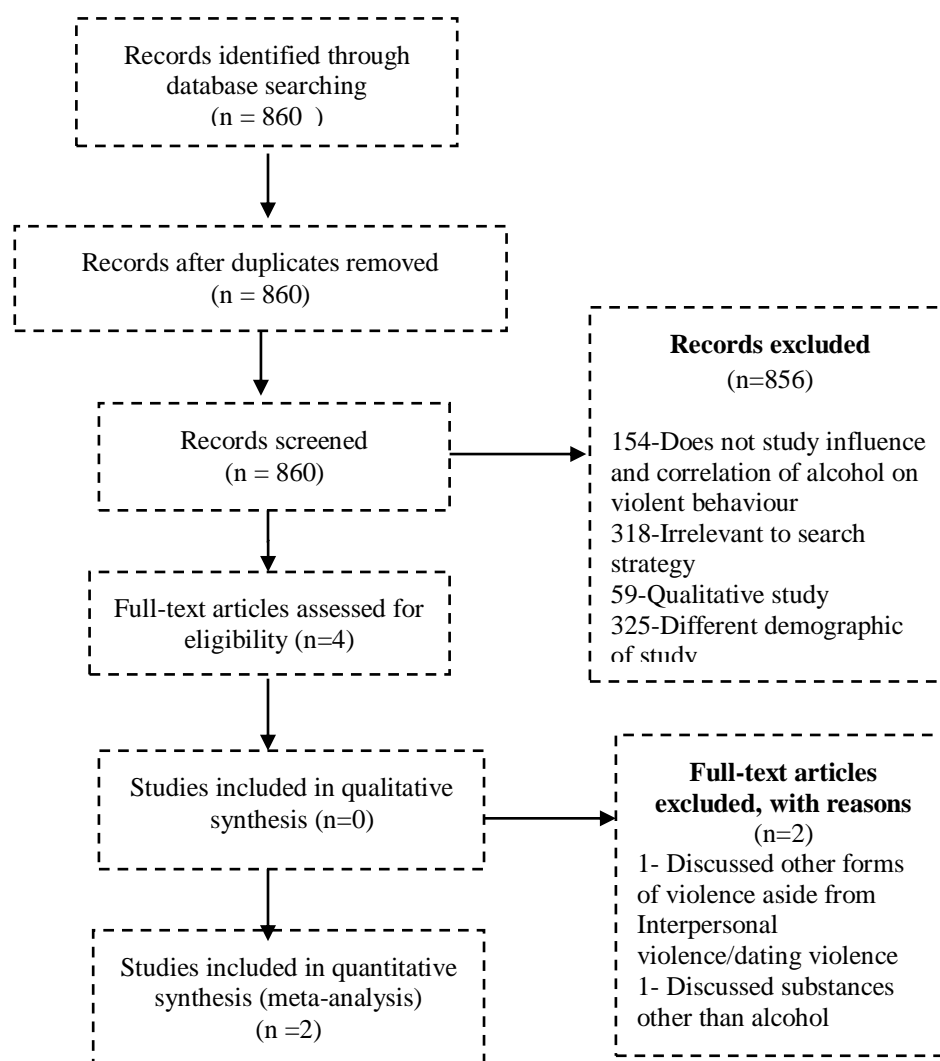 Records identified through
database searching
(n = 860  )
Records after duplicates removed
(n = 860)
Records excluded
(n=856)
154-Does not study influence
and correlation of alcohol on
violent behaviour
318-Irrelevant to search
strategy
59-Qualitative study
325-Different demographic
of study
Records screened
(n = 860)
Full-text articles assessed for
eligibility (n=4)
Studies included in qualitative
synthesis (n=0)
Full-text articles
excluded, with reasons
(n=2)
1- Discussed other forms
of violence aside from
Interpersonal
violence/dating violence
1- Discussed substances
other than alcohol
Studies included in quantitative
synthesis (meta-analysis)
(n =2)